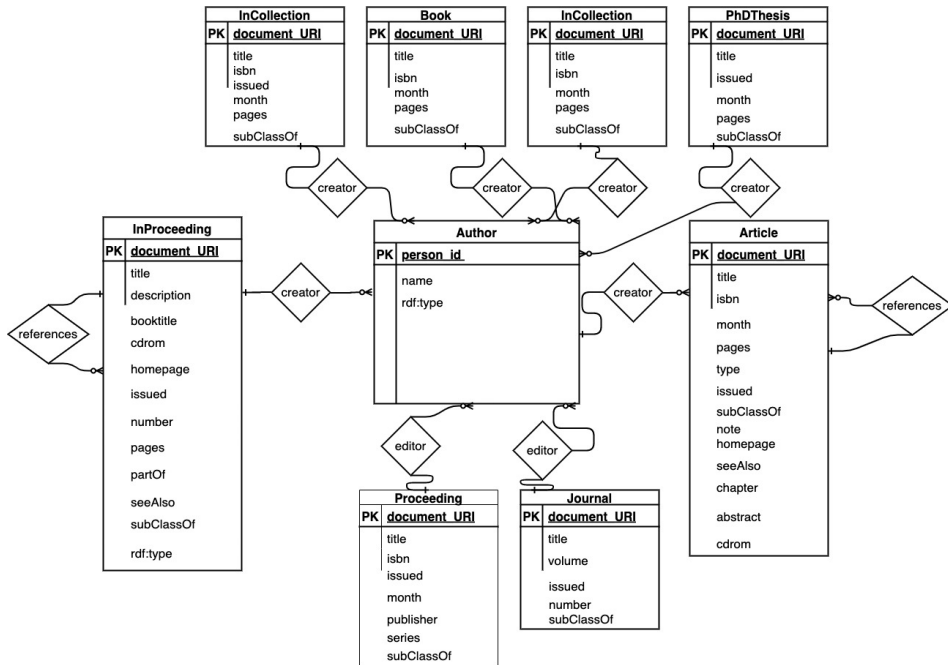 InCollection
PK document_URI
title
isbn
issued
month
pages
subClassOf
Book
PK document_URI
title
isbn
month
pages
subClassOf
InCollection
PK document_URI
title
isbn
month
pages
subClassOf
PhDThesis
PK document_URI
title
issued
month
pages
subClassOf
creator
creator
creator
creator
InProceeding
PK document_URI
title
description
booktitle
cdrom
homepage
issued
number
pages
partOf
seeAlso
subClassOf
rdf:type
references
creator
Author
PK person_id
name
rdf:type
creator
Article
PK document_URI
title
isbn
month
pages
type
issued
subClassOf
note
homepage
seeAlso
chapter
abstract
cdrom
references
editor
editor
Proceeding
PK document_URI
title
isbn
issued
month
publisher
series
subClassOf
Journal
PK document_URI
title
volume
issued
number
subClassOf